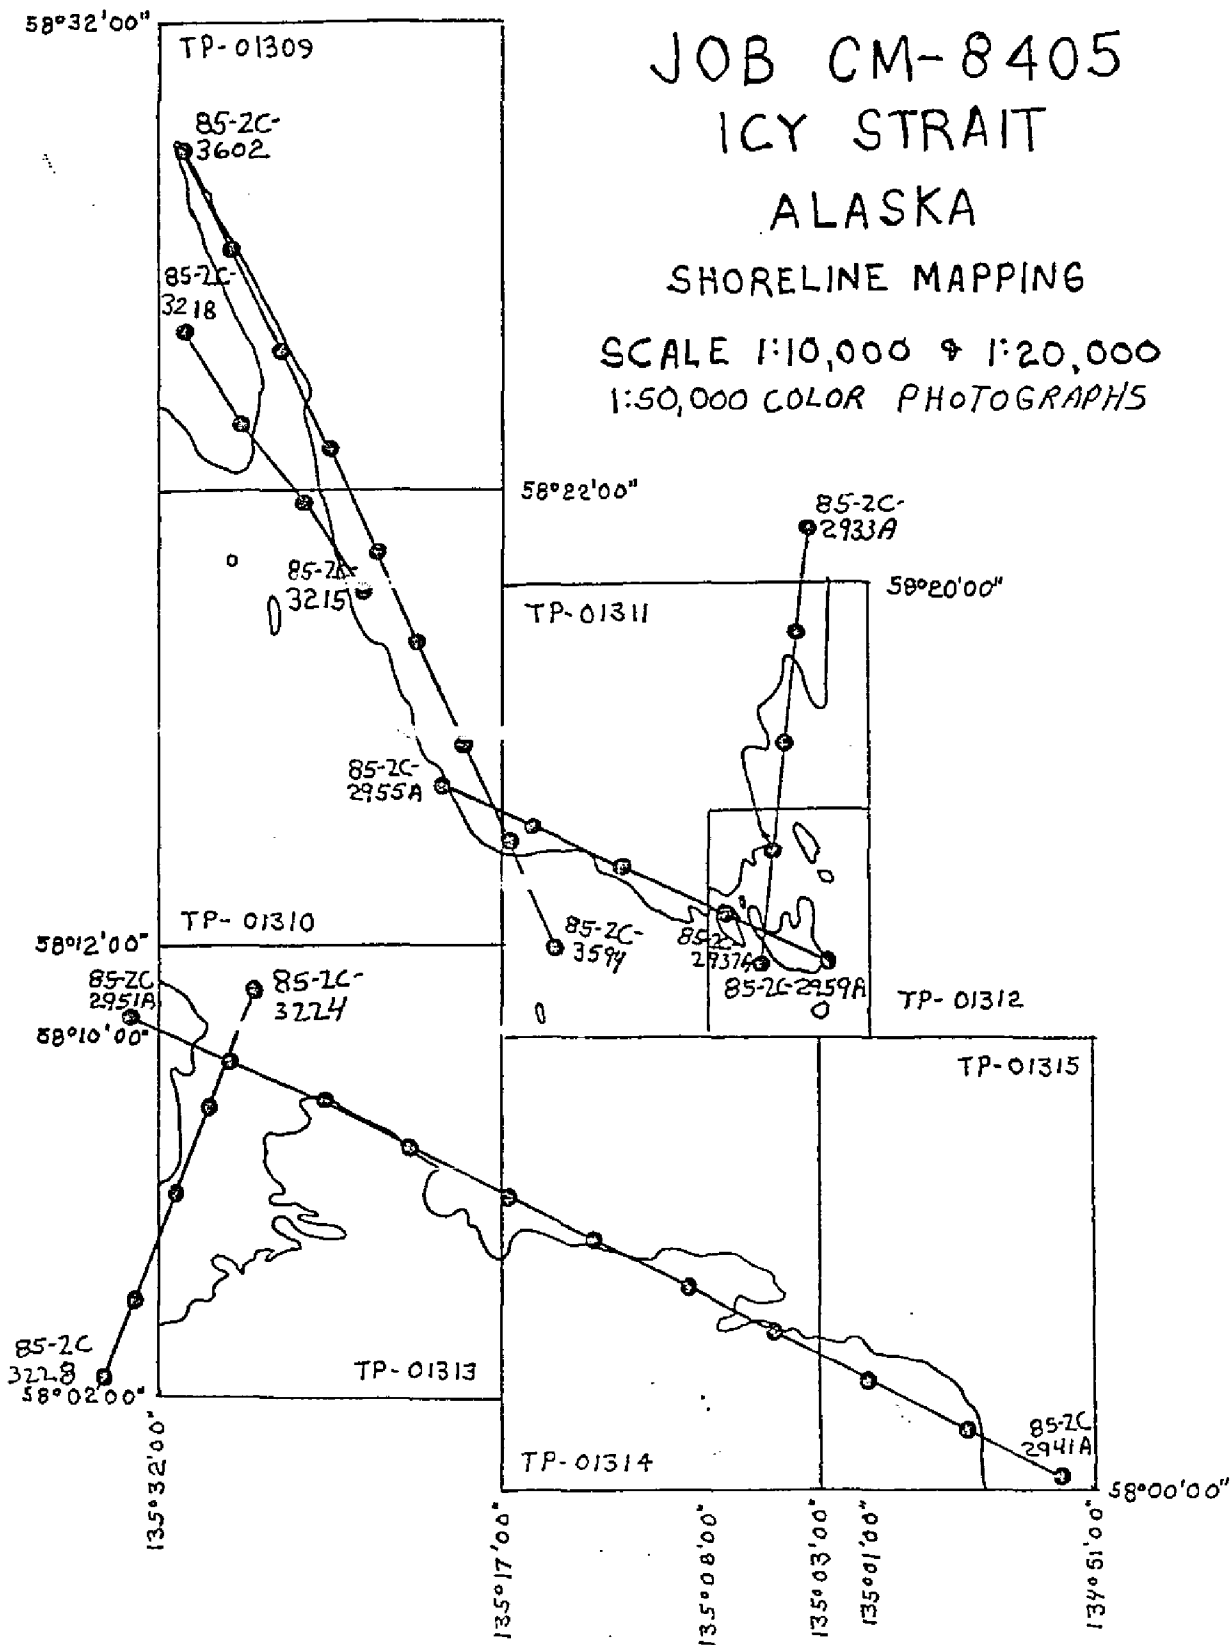 58°32'00"
TP-01309
JOB CM-8405
ICY STRAIT
ALASKA
SHORELINE MAPPING
SCALE 1:10,000 & 1:20,000
1:50,000 COLOR PHOTOGRAPHS
85-2C-
3602
85-2C-
3218
58°22'00"
85-2C-
2933A
85-2C-
3215
58°20'00"
TP-01311
85-2C-
2955A
TP-01310
58°12'00"
85-2C-
3594
85-2C-
2937A
85-2C-2959A
TP-01312
85-2C
2951A
85-2C-
3224
58°10'00"
TP-01315
85-2C
3228
58°02'00"
TP-01313
TP-01314
85-2C
2941A
58°00'00"
135°32'00"
135°17'00"
135°08'00"
135°03'00"
135°01'00"
134°51'00"